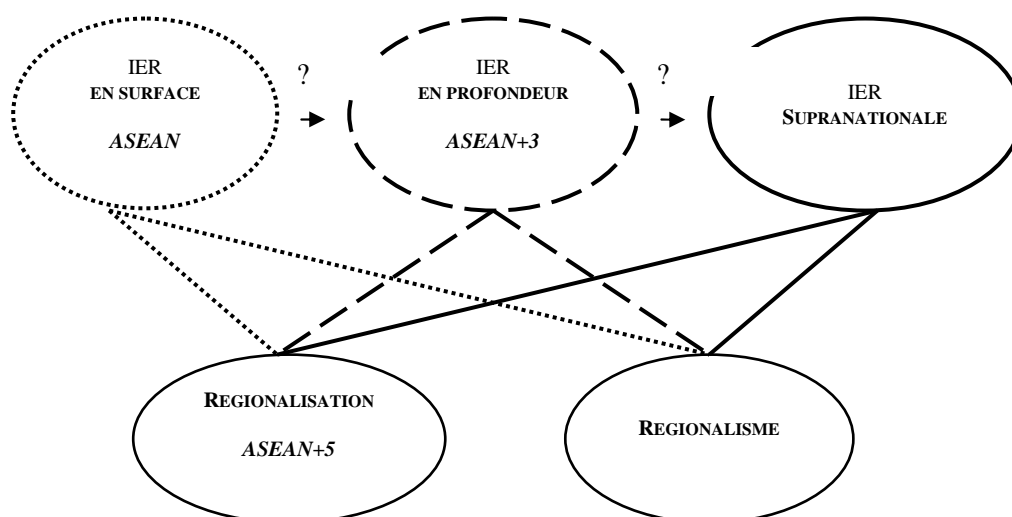 IER
EN SURFACE
ASEAN
?
IER
EN PROFONDEUR
ASEAN+3
?
IER
SUPRANATIONALE
REGIONALISATION
ASEAN+5
REGIONALISME